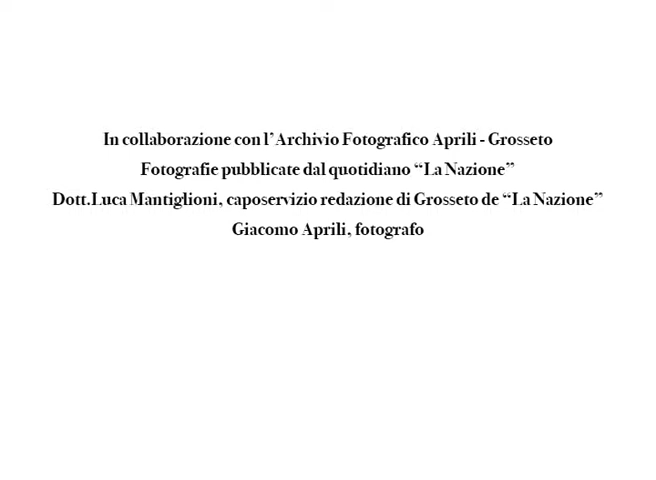 In collaborazione con l’Archivio Fotografico Aprili - Grosseto
Fotografie pubblicate dal quotidiano “La Nazione”
Dott.Luca Mantiglioni, caposervizio redazione di Grosseto de “La Nazione”
Giacomo Aprili, fotografo